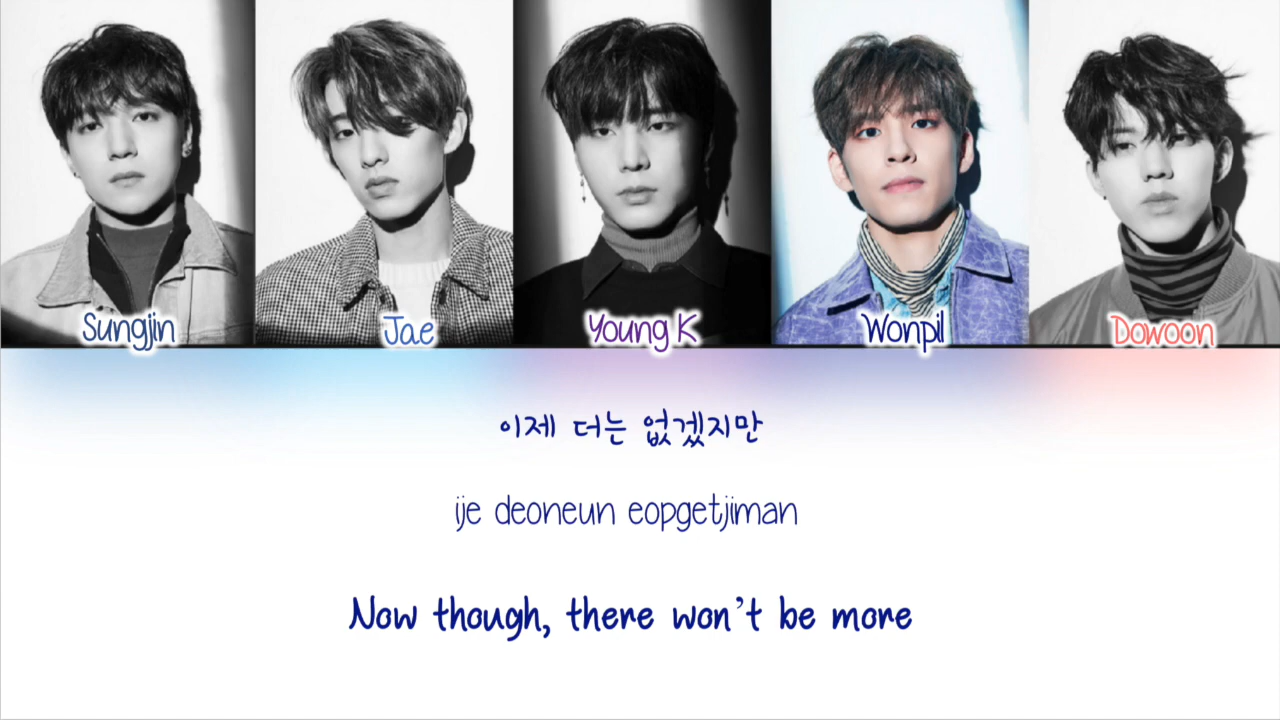 Sungjin
Jae
Young K
Wonpil
Dowoon
이제 더는 없겠지만
ije deoneun eopgetjiman
Now though, there won't be more